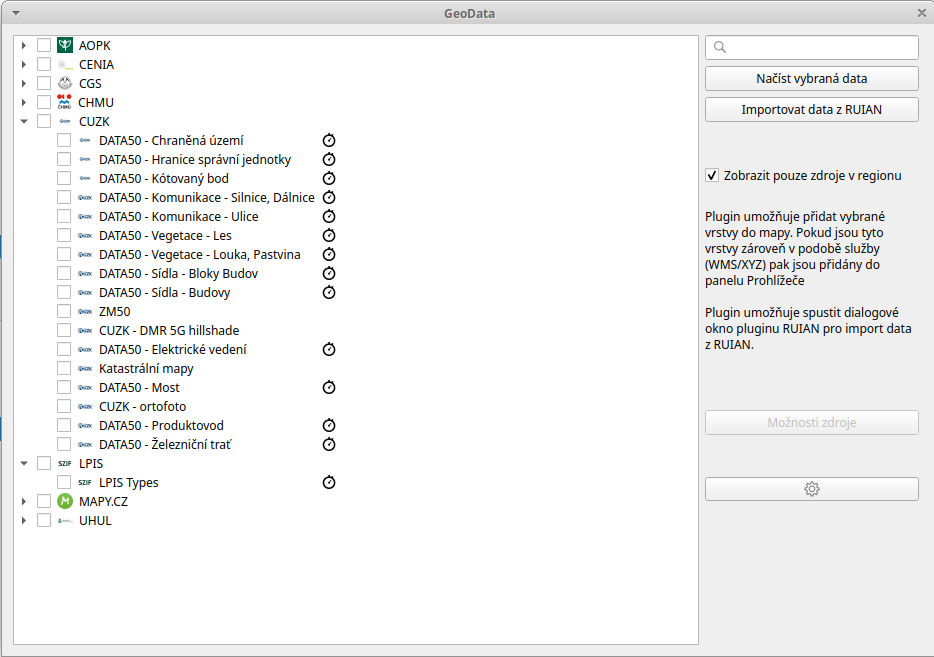 GeoData
AOPK
CENIA
CGS
CHMU
CUZK
DATA50 - Chraněná území
DATA50 - Hranice správní jednotky
DATA50 - Kótovaný bod
DATA50 - Komunikace - Silnice, Dálnice
DATA50 - Komunikace - Ulice
DATA50 - Vegetace - Les
DATA50 - Vegetace - Louka, Pastvina
DATA50 - Sídla - Bloky Budov
DATA50 - Sídla - Budovy
ZM50
CUZK - DMR 5G hillshade
DATA50 - Elektrické vedení
Katastrální mapy
DATA50 - Most
CUZK - ortofoto
DATA50 - Produktovod
DATA50 - Železniční trať
SZIF LPIS
SZIF LPIS Types
MAPY.CZ
UHUL
Načíst vybraná data
Importovat data z RUIAN
Zobrazit pouze zdroje v regionu
Plugin umožňuje přidat vybrané
vrstvy do mapy. Pokud jsou tyto
vrstvy zároveň v podobě služby
(WMS/XYZ) pak jsou přidány do
panelu Prohlížeče
Plugin umožňuje spustit dialogové
okno pluginu RUIAN pro import data
z RUIAN.
Možnosti zdroje